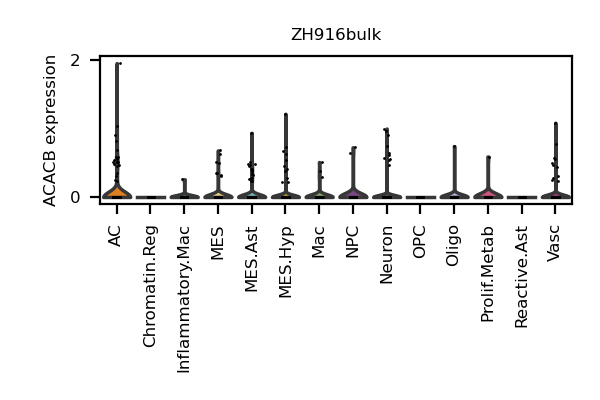 ZH916bulk
ACACB expression
2
0
AC
Chromatin.Reg
Inflammatory.Mac
MES
MES.Ast
MES.Hyp
Mac
NPC
Neuron
OPC
Oligo
Prolif.Metab
Reactive.Ast
Vasc